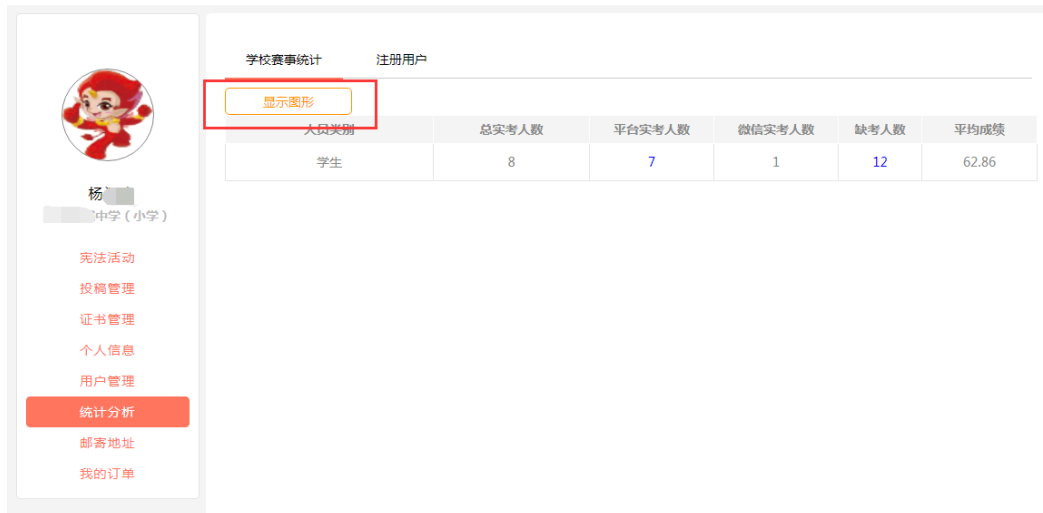 学校赛事统计 注册用户
显示图形
人员类别 总实考人数 平台实考人数 微信实考人数 缺考人数 平均成绩
学生 8 7 1 12 62.86
杨
中学（小学）
宪法活动
投稿管理
证书管理
个人信息
用户管理
统计分析
邮寄地址
我的订单